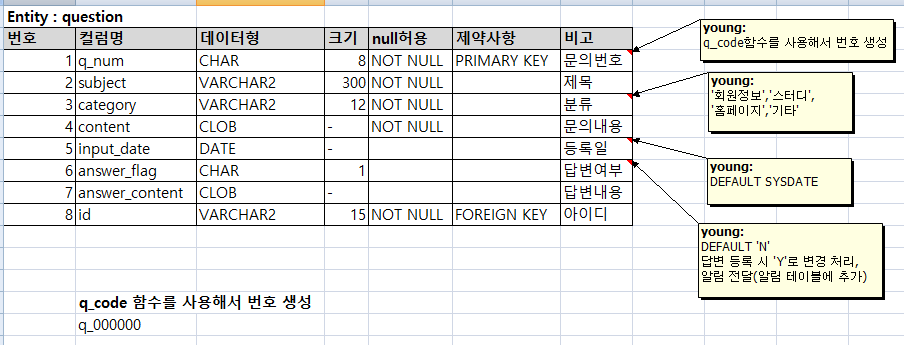 Entity : question
번호 컬럼명 데이터형 크기 null허용 제약사항 비고
1 q_num CHAR 8 NOT NULL PRIMARY KEY 문의번호
2 subject VARCHAR2 300 NOT NULL 제목
3 category VARCHAR2 12 NOT NULL 분류
4 content CLOB - NOT NULL 문의내용
5 input_date DATE - 등록일
6 answer_flag CHAR 1 답변여부
7 answer_content CLOB - 답변내용
8 id VARCHAR2 15 NOT NULL FOREIGN KEY 아이디
young:
q_code함수를 사용해서 번호 생성
young:
'회원정보','스터디',
'홈페이지','기타'
young:
DEFAULT SYSDATE
young:
DEFAULT 'N'
답변 등록 시 'Y'로 변경 처리,
알림 전달(알림 테이블에 추가)
q_code 함수를 사용해서 번호 생성
q_000000